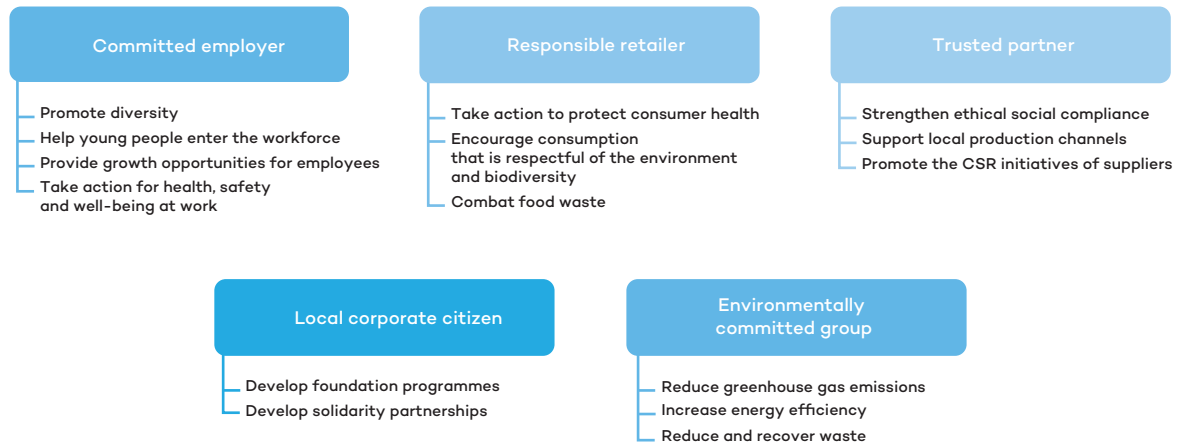 Committed employer
Promote diversity
Help young people enter the workforce
Provide growth opportunities for employees
Take action for health, safety
and well-being at work
Responsible retailer
Take action to protect consumer health
Encourage consumption
that is respectful of the environment
and biodiversity
Combat food waste
Trusted partner
Strengthen ethical social compliance
Support local production channels
Promote the CSR initiatives of suppliers
Local corporate citizen
Develop foundation programmes
Develop solidarity partnerships
Environmentally
committed group
Reduce greenhouse gas emissions
Increase energy efficiency
Reduce and recover waste